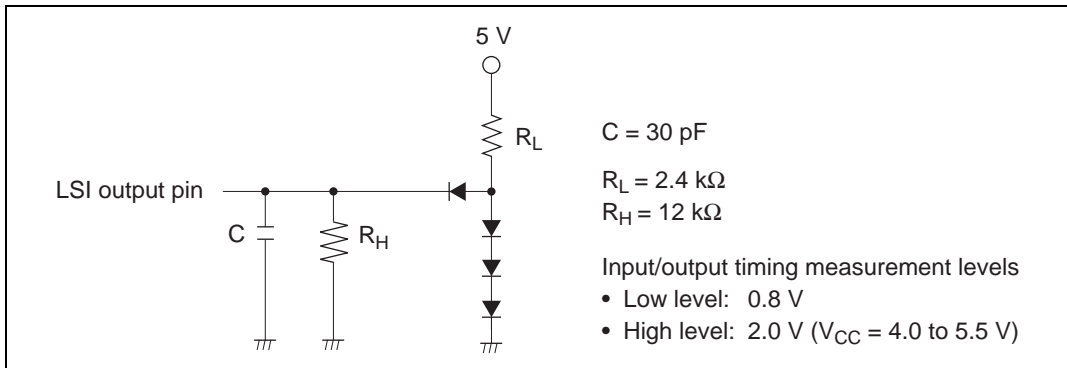 5 V
R_L
LSI output pin
C
R_H
C = 30 pF
R_L = 2.4 kΩ
R_H = 12 kΩ
Input/output timing measurement levels
• Low level: 0.8 V
• High level: 2.0 V (V_CC = 4.0 to 5.5 V)